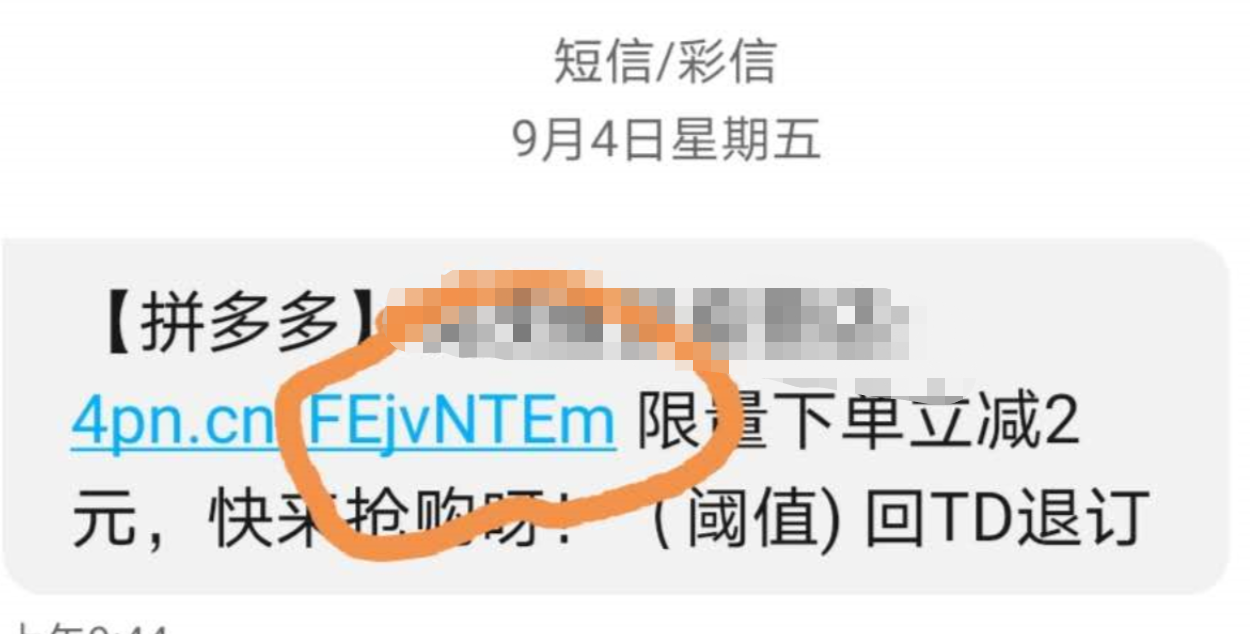 短信/彩信
9月4日星期五
【拼多多】
4pn.cn/FEjvNTEm 限量下单立减2
元，快来抢购呀！（阈值) 回TD退订
上午9:44